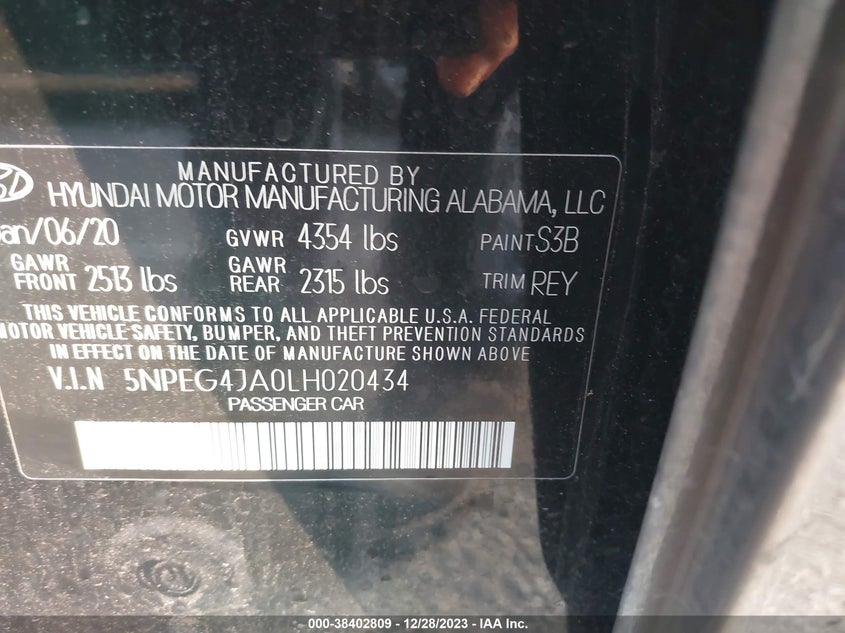 MANUFACTURED BY
HYUNDAI MOTOR MANUFACTURING ALABAMA, LLC
an/06/20 GVWR 4354 lbs PAINT S3B
GAWR FRONT 2513 lbs GAWR REAR 2315 lbs TRIM REY
THIS VEHICLE CONFORMS TO ALL APPLICABLE U.S.A. FEDERAL
MOTOR VEHICLE SAFETY, BUMPER, AND THEFT PREVENTION STANDARDS
IN EFFECT ON THE DATE OF MANUFACTURE SHOWN ABOVE
V.I.N 5NPEG4JA0LH020434
PASSENGER CAR
000-38402809 - 12/28/2023 - IAA Inc.